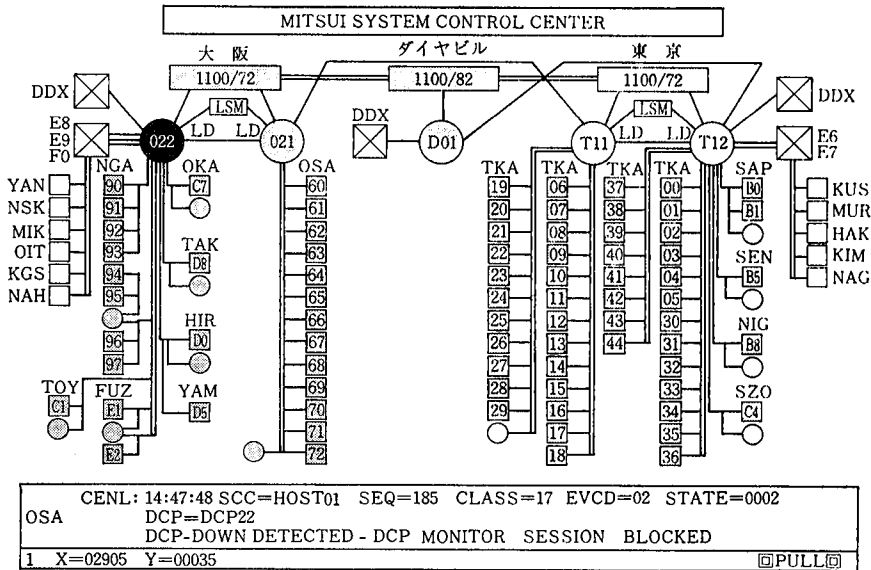 MITSUI SYSTEM CONTROL CENTER
大阪 ダイヤビル 東京
1100/72 1100/82 1100/72
DDX LSM DDX LSM DDX
E8 E9 F0
022 LD LD 021 D01 T11 LD LD T12
E6 E7
YAN
NSK
MIK
OIT
KGS
NAH
NGA
90
91
92
93
94
95
96
97
OKA
C7
TAK
D8
HIR
D0
YAM
D5
TOY
C1
FUZ
E1
E2
OSA
60
61
62
63
64
65
66
67
68
69
70
71
72
TKA
19
20
21
22
23
24
25
26
27
28
29
TKA
06
07
08
09
10
11
12
13
14
15
16
17
18
TKA
37
38
39
40
41
42
43
44
TKA
00
01
02
03
04
05
30
31
32
33
34
35
36
SAP
B0
B1
SEN
B5
NIG
B8
SZO
C4
KUS
MUR
HAK
KIM
NAG
CENL: 14:47:48 SCC=HOST01 SEQ=185 CLASS=17 EVCD=02 STATE=0002
OSA DCP=DCP22
DCP-DOWN DETECTED - DCP MONITOR SESSION BLOCKED
1 X=02905 Y=00035 回PULL回